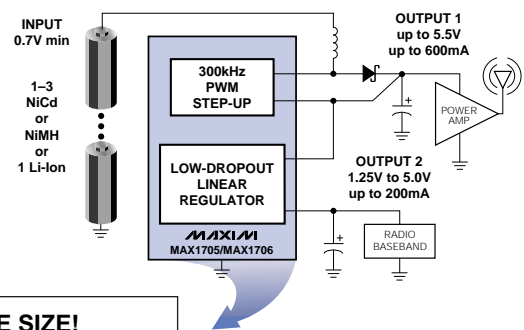 INPUT
0.7V min
1–3
NiCd
or
NiMH
or
1 Li-Ion
300kHz
PWM
STEP-UP
LOW-DROPOUT
LINEAR
REGULATOR
MAXIM
MAX1705/MAX1706
OUTPUT 1
up to 5.5V
up to 600mA
+
POWER
AMP
OUTPUT 2
1.25V to 5.0V
up to 200mA
+
RADIO
BASEBAND
E SIZE!